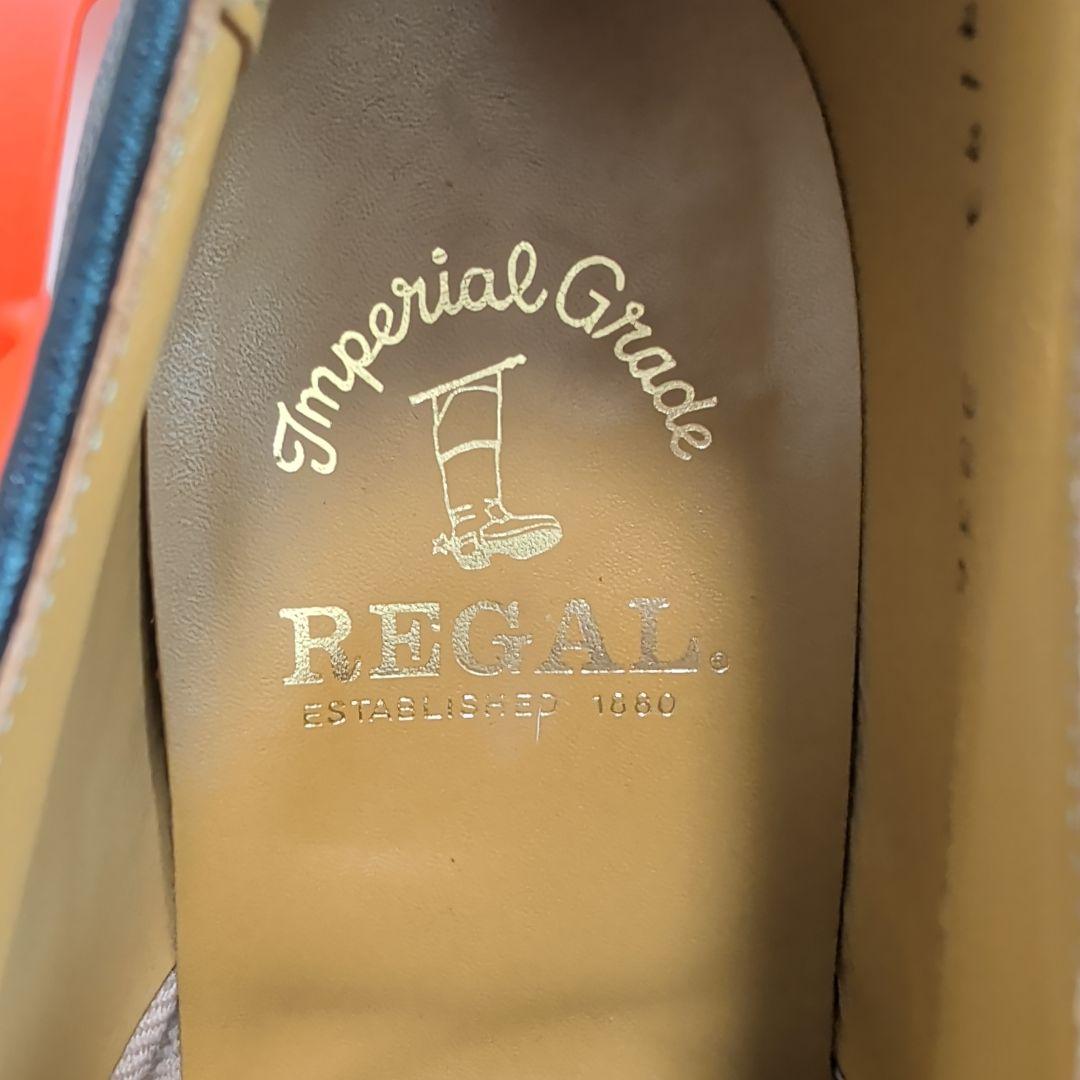 Imperial Grade
REGAL®
ESTABLISHED 1880